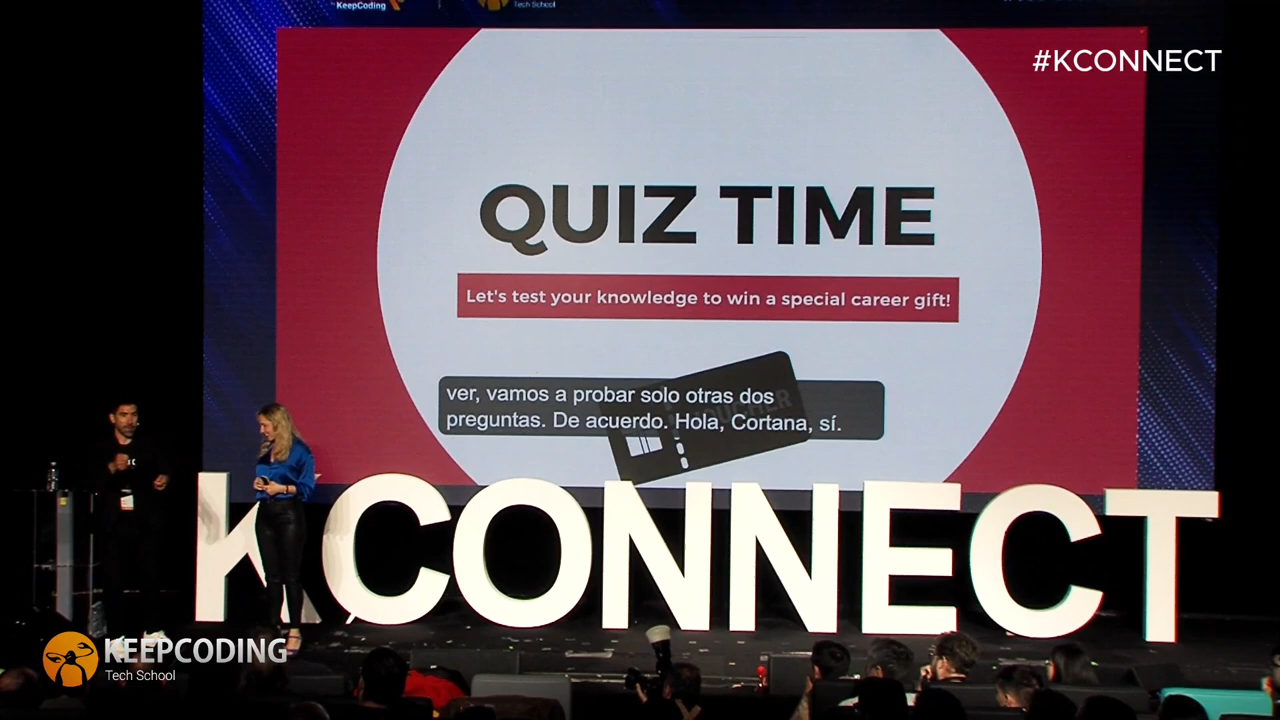 KeepCoding
Tech School
#KCONNECT
QUIZ TIME
Let's test your knowledge to win a special career gift!
VOUCHER
ver, vamos a probar solo otras dos
preguntas. De acuerdo. Hola, Cortana, sí.
KCONNECT
KEEPCODING
Tech School